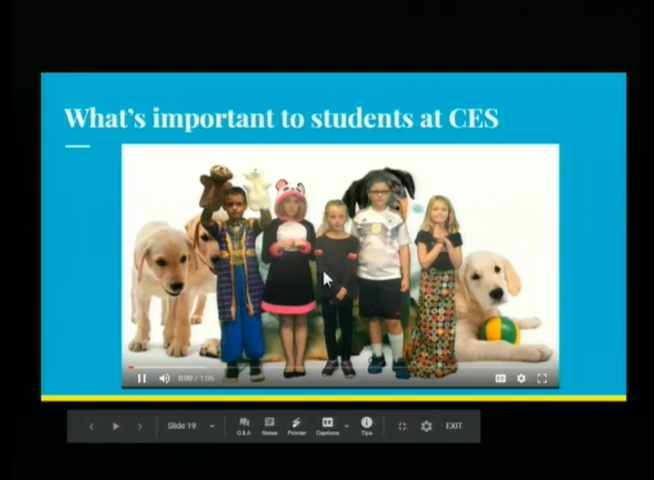 What's important to students at CES
0:00 / 1:06
Slide 19
Q & A
Notes
Pointer
Captions
Tips
EXIT